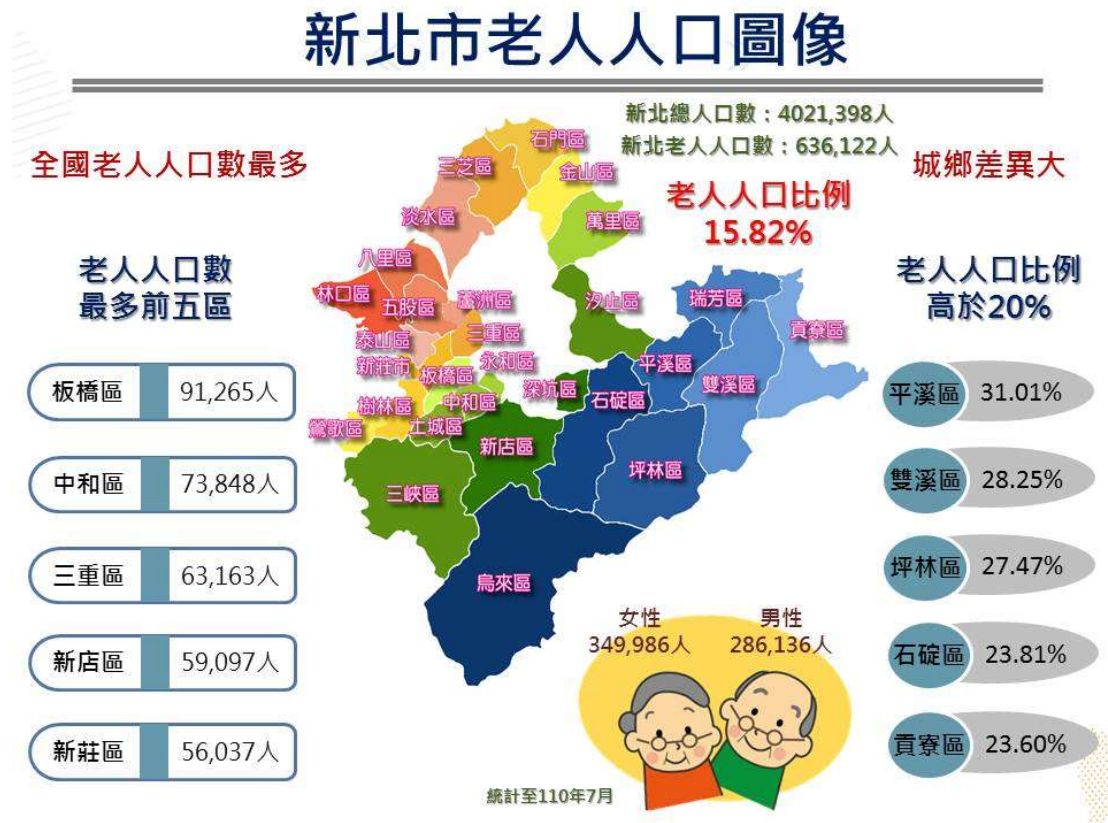 新北市老人人口圖像
新北總人口數：4021,398人
新北老人人口數：636,122人
全國老人人口數最多
老人人口比例
15.82%
城鄉差異大
老人人口數
最多前五區
板橋區 91,265人
中和區 73,848人
三重區 63,163人
新店區 59,097人
新莊區 56,037人
石門區
三芝區
金山區
淡水區
萬里區
八里區
林口區
五股區
蘆洲區
汐止區
瑞芳區
貢寮區
泰山區
三重區
新莊市
板橋區
永和區
平溪區
雙溪區
樹林區
中和區
深坑區
石碇區
鶯歌區
土城區
新店區
坪林區
三峽區
烏來區
老人人口比例
高於20%
平溪區 31.01%
雙溪區 28.25%
坪林區 27.47%
石碇區 23.81%
貢寮區 23.60%
女性
349,986人
男性
286,136人
統計至110年7月